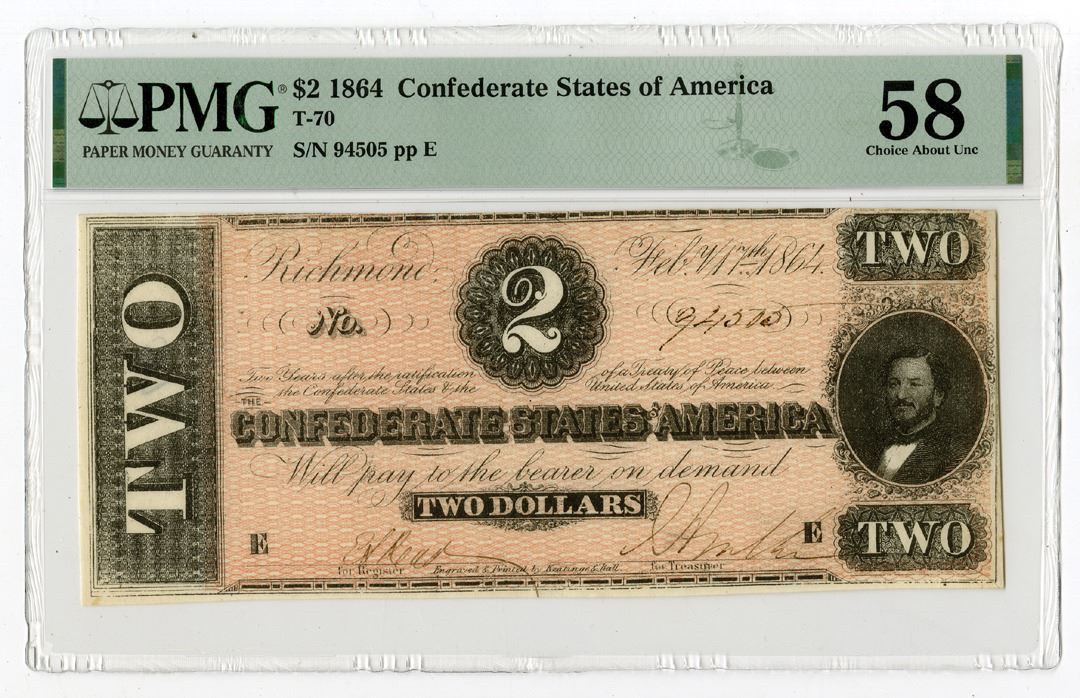 PMG® $2 1864 Confederate States of America
T-70
PAPER MONEY GUARANTY S/N 94505 pp E
58
Choice About Unc
TWO
Richmond, Feb.y 17th 1864.
2
TWO
No. 94505
Two Years after the ratification of a Treaty of Peace between
the Confederate States & the United States of America
THE
CONFEDERATE STATES OF AMERICA
Will pay to the bearer on demand
TWO DOLLARS
E E
TWO
for Register Engraved & Printed by Keatinge & Ball. for Treasurer